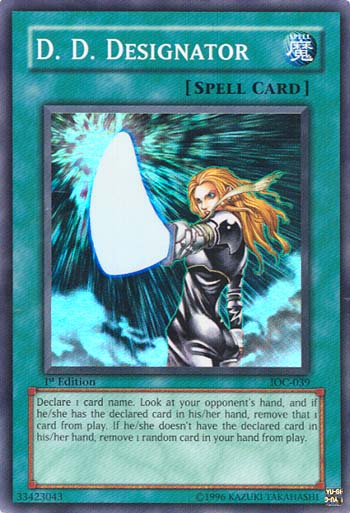 D. D. DESIGNATOR
魔
[SPELL CARD]
1st Edition
IOC-039
Declare 1 card name. Look at your opponent's hand, and if
he/she has the declared card in his/her hand, remove that 1
card from play. If he/she doesn't have the declared card in
his/her hand, remove 1 random card in your hand from play.
33423043
©1996 KAZUKI TAKAHASHI